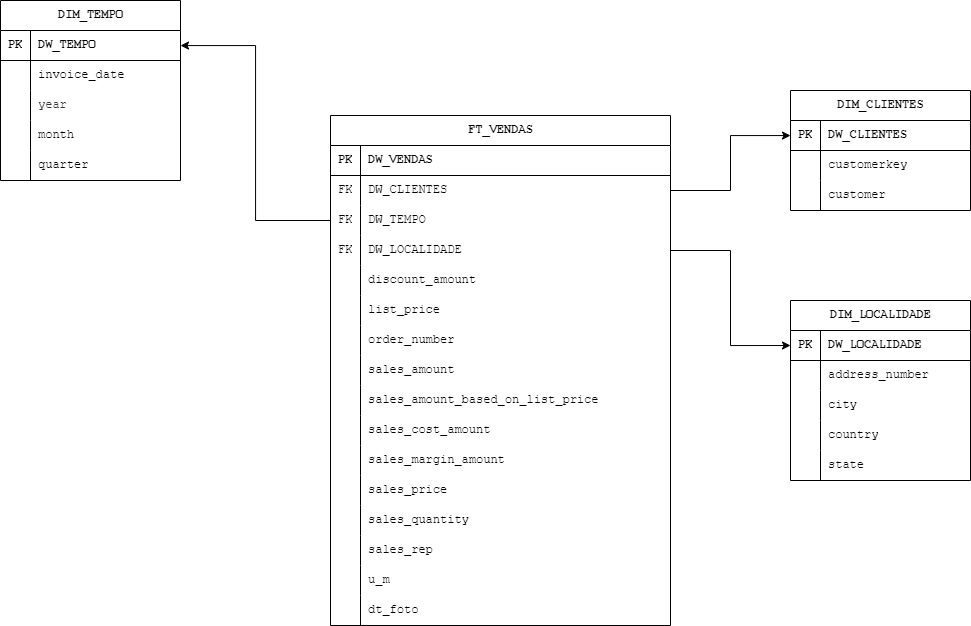 DIM_TEMPO
PK DW_TEMPO
invoice_date
year
month
quarter
FT_VENDAS
PK DW_VENDAS
FK DW_CLIENTES
FK DW_TEMPO
FK DW_LOCALIDADE
discount_amount
list_price
order_number
sales_amount
sales_amount_based_on_list_price
sales_cost_amount
sales_margin_amount
sales_price
sales_quantity
sales_rep
u_m
dt_foto
DIM_CLIENTES
PK DW_CLIENTES
customerkey
customer
DIM_LOCALIDADE
PK DW_LOCALIDADE
address_number
city
country
state